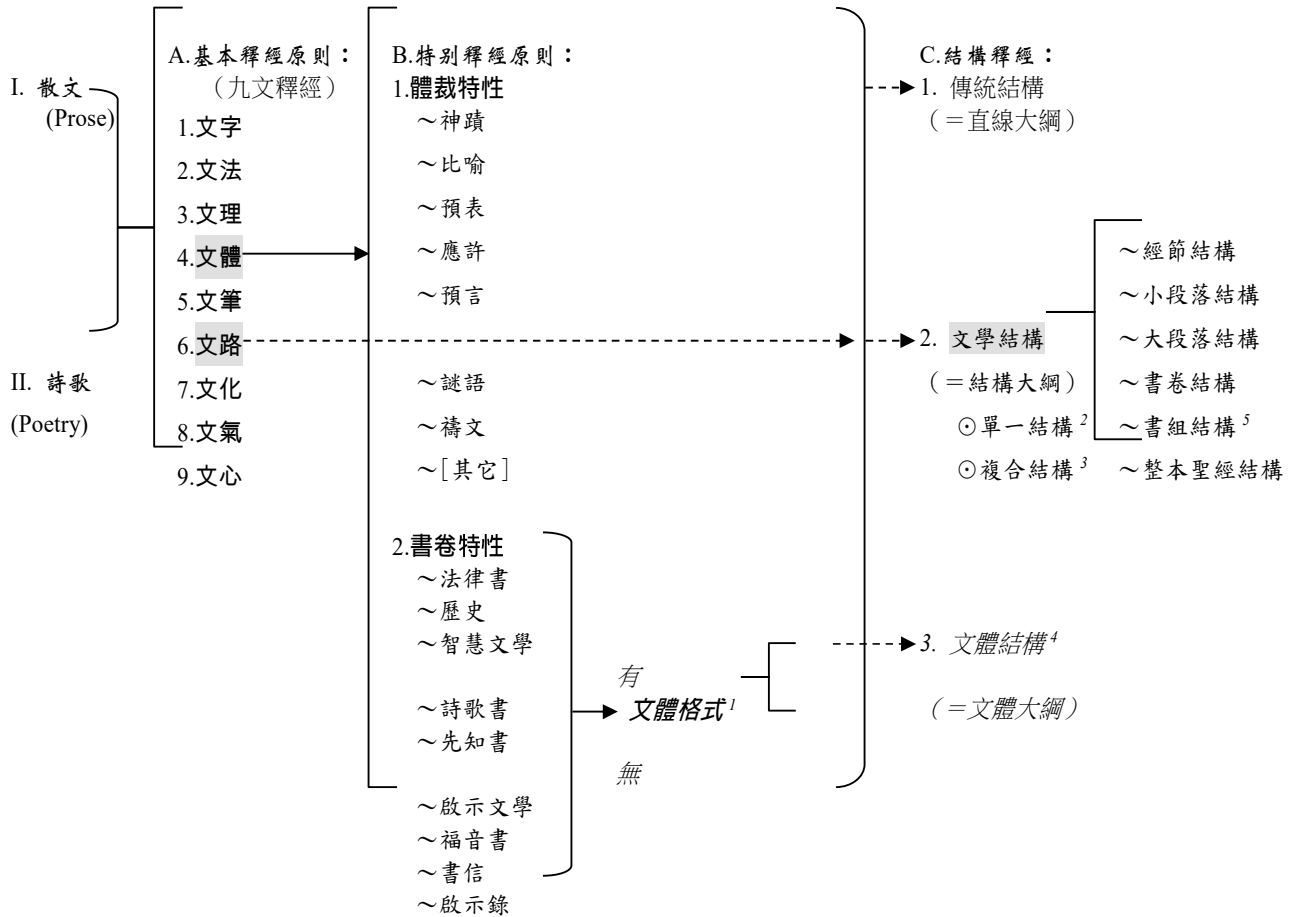 I. 散文
(Prose)
II. 詩歌
(Poetry)
A.基本釋經原則：
（九文釋經）
1.文字
2.文法
3.文理
4.文體
5.文筆
6.文路
7.文化
8.文氣
9.文心
B.特別釋經原則：
1.體裁特性
～神蹟
～比喻
～預表
～應許
～預言
～謎語
～禱文
～[其它]
2.書卷特性
～法律書
～歷史
～智慧文學
～詩歌書
～先知書
～啟示文學
～福音書
～書信
～啟示錄
有
文體格式1
無
C.結構釋經：
1. 傳統結構
（＝直線大綱）
2. 文學結構
（＝結構大綱）
⊙單一結構2
⊙複合結構3
3. 文體結構4
（＝文體大綱）
～經節結構
～小段落結構
～大段落結構
～書卷結構
～書組結構5
～整本聖經結構